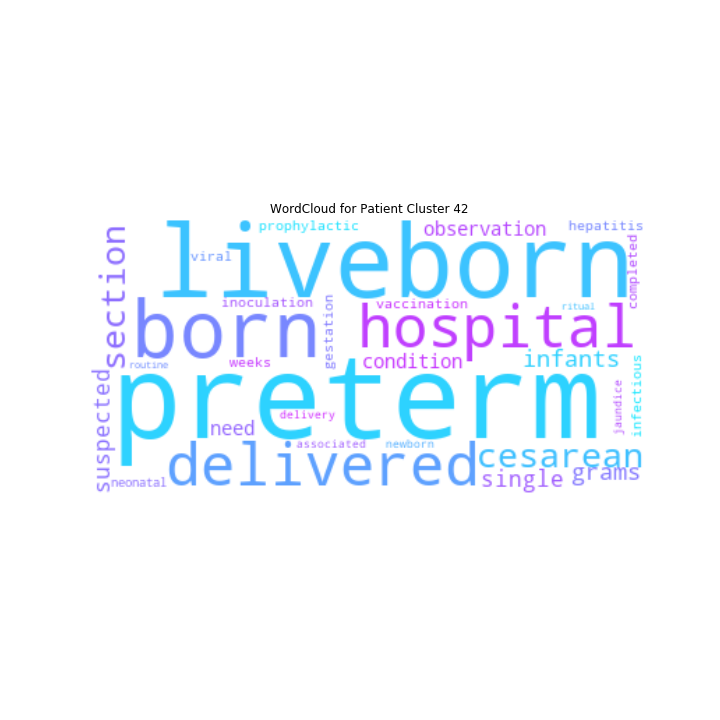 WordCloud for Patient Cluster 42
prophylactic
observation
hepatitis
liveborn
viral
section
completed
inoculation
vaccination
ritual
born
gestation
hospital
condition
infants
routine
weeks
preterm
suspected
jaundice
infectious
delivery
need
associated
newborn
delivered
cesarean
single
grams
neonatal